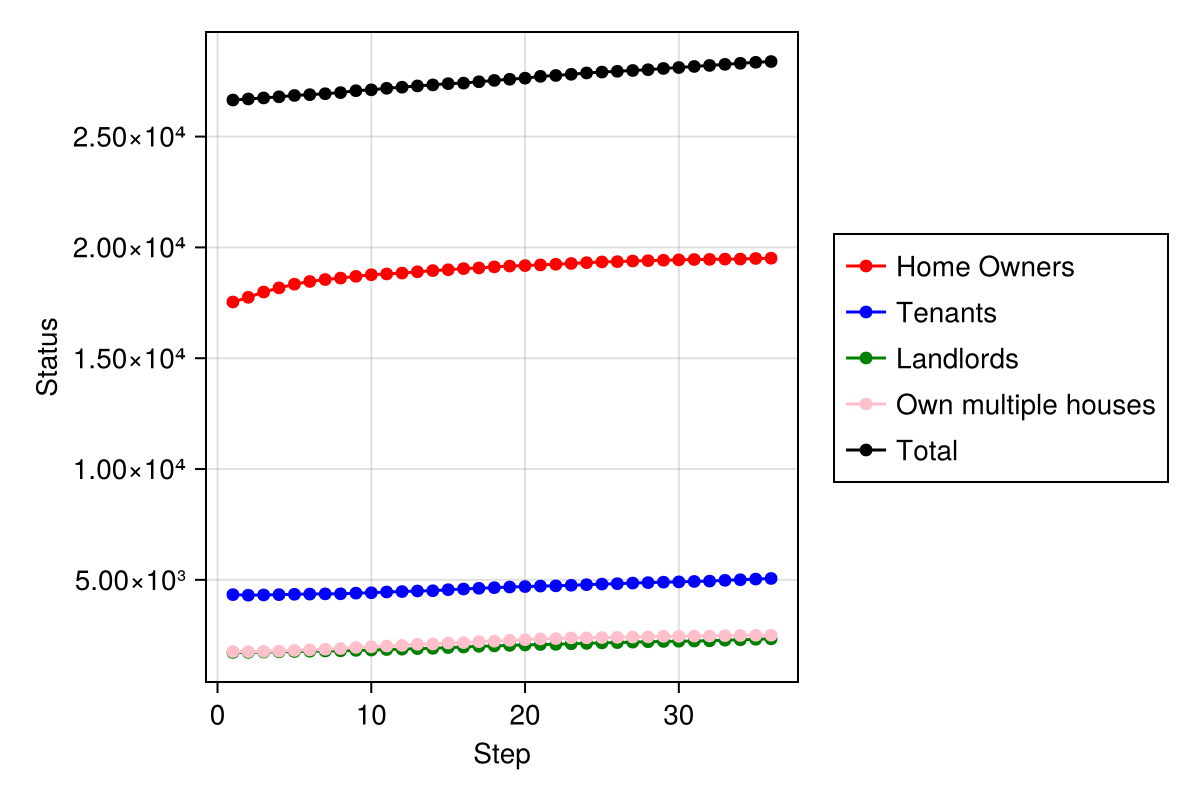 2.50×10⁴
2.00×10⁴
1.50×10⁴
1.00×10⁴
5.00×10³
0 10 20 30
Status
Step
Home Owners
Tenants
Landlords
Own multiple houses
Total